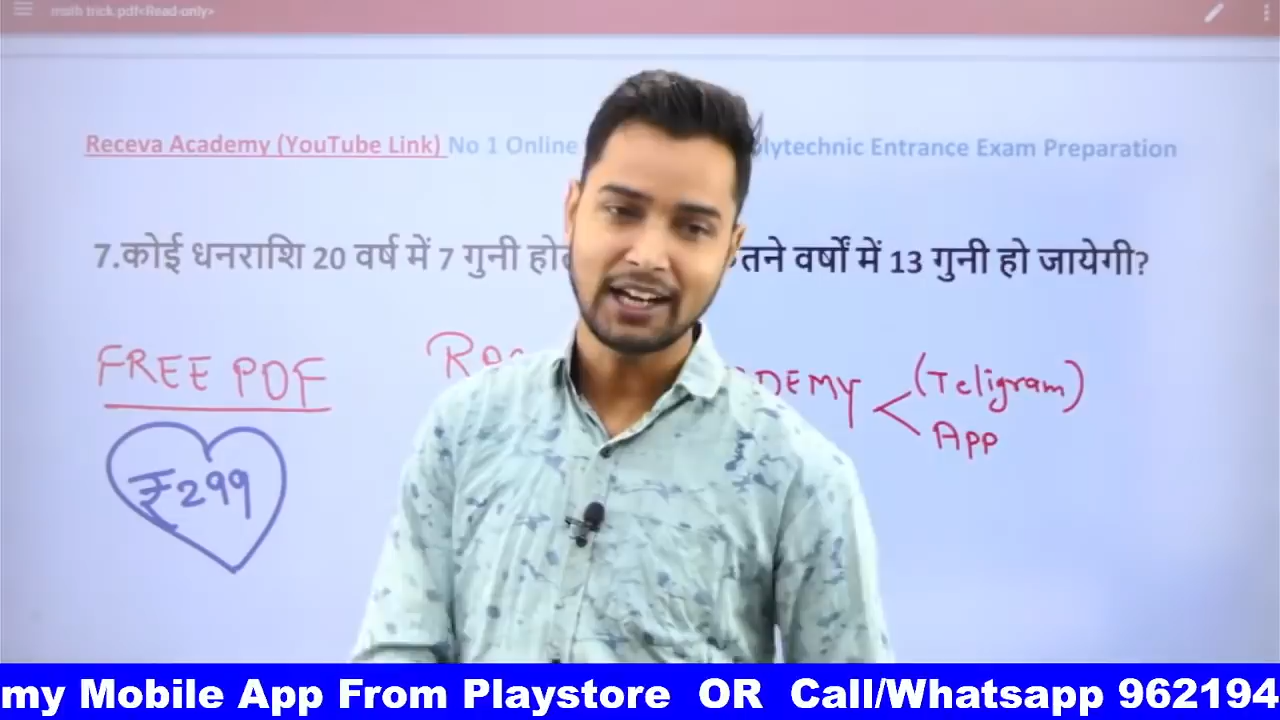 math trick.pdf<Read-only>
Receva Academy (YouTube Link) No 1 Online lytechnic Entrance Exam Preparation
7.कोई धनराशि 20 वर्ष में 7 गुनी तने वर्षों में 13 गुनी हो जायेगी?
FREE PDF DEMY (Teligram)
App
₹299
my Mobile App From Playstore OR Call/Whatsapp 962194